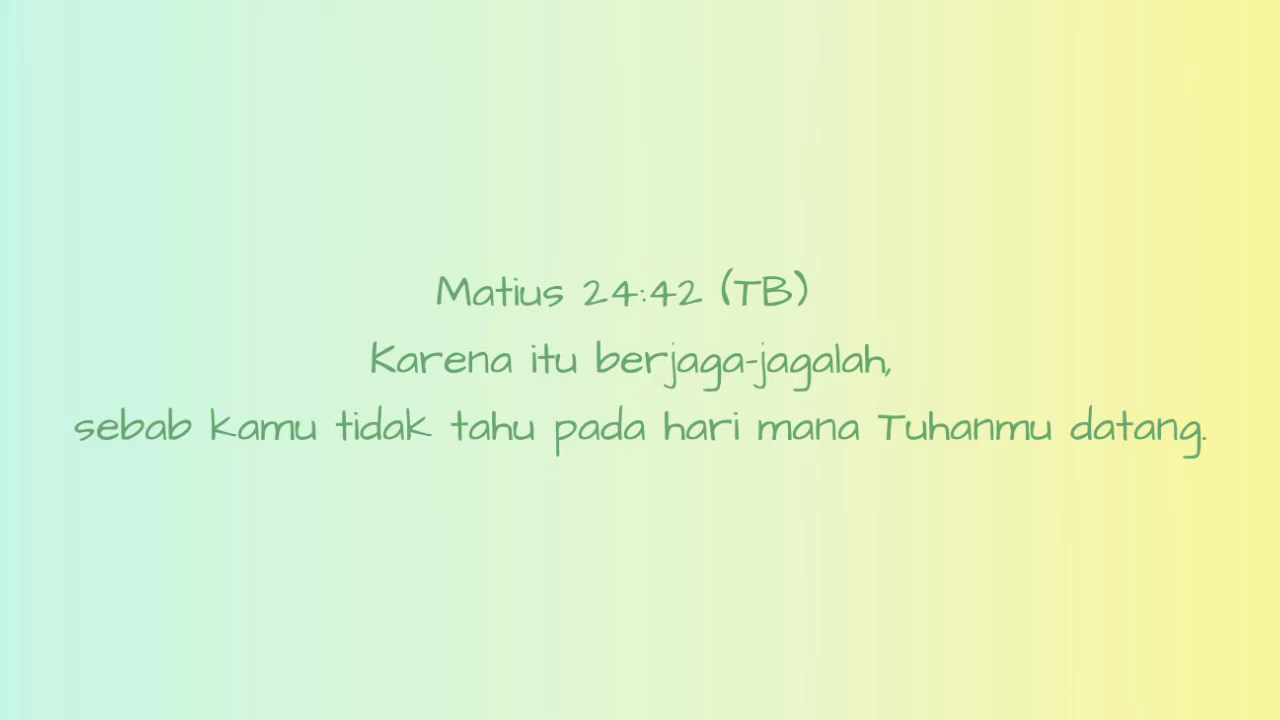 Matius 24:42 (TB)
Karena itu berjaga-jagalah,
sebab kamu tidak tahu pada hari mana Tuhanmu datang.